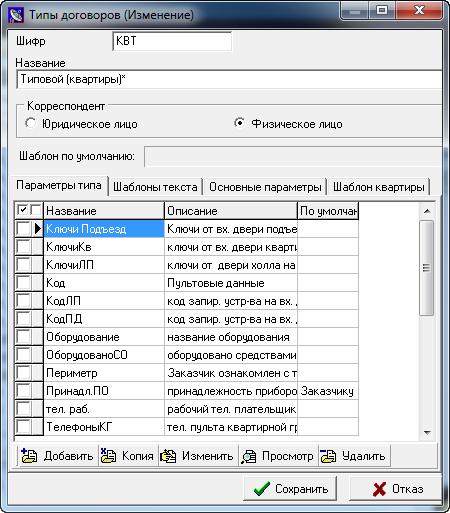 Типы договоров (Изменение)
Шифр КВТ
Название
Типовой (квартиры)*
Корреспондент
Юридическое лицо Физическое лицо
Шаблон по умолчанию:
Параметры типа Шаблоны текста Основные параметры Шаблон квартиры
Название Описание По умолчан
Ключи Подъезд Ключи от вх. двери подъе
КлючиКв ключи от вх. двери кварти
КлючиЛП ключи от двери холла на
Код Пультовые данные
КодЛП код запир. устр-ва на вх. ,
КодПД код запир. устр-ва на вх. ,
Оборудование название оборудования
ОборудованоСО оборудовано средствами
Периметр Заказчик ознакомлен с т
Принадл.ПО принадлежность приборо Заказчику
тел. раб. рабочий тел. плательщик
ТелефоныКГ тел. пульта квартирной гр
Добавить Копия Изменить Просмотр Удалить
Сохранить Отказ